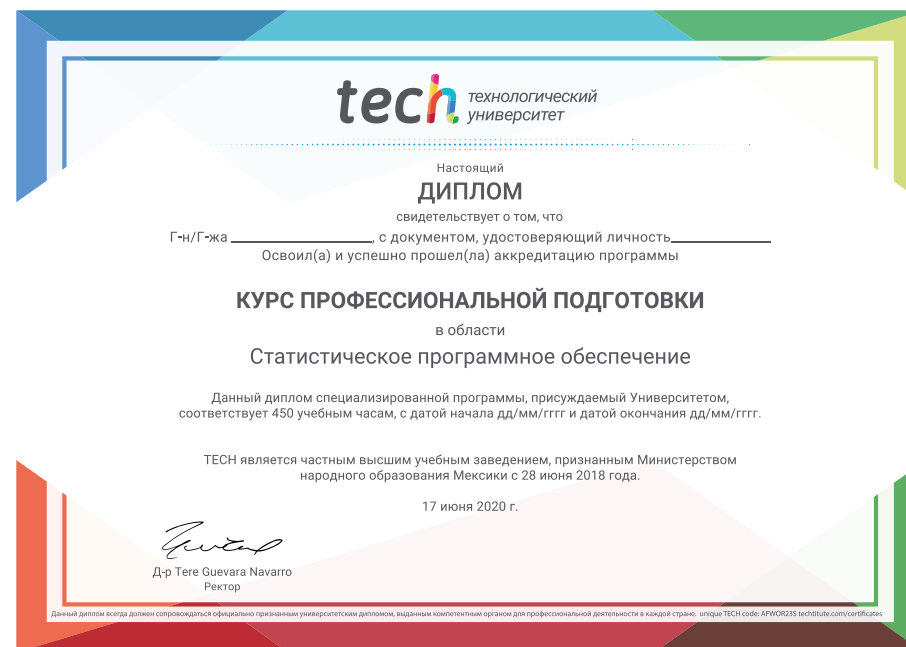 tech технологический
университет
Настоящий
ДИПЛОМ
свидетельствует о том, что
Г-н/Г-жа ____________________, с документом, удостоверяющий личность______________
Освоил(а) и успешно прошел(ла) аккредитацию программы
КУРС ПРОФЕССИОНАЛЬНОЙ ПОДГОТОВКИ
в области
Статистическое программное обеспечение
Данный диплом специализированной программы, присуждаемый Университетом,
соответствует 450 учебным часам, с датой начала дд/мм/гггг и датой окончания дд/мм/гггг.
TECH является частным высшим учебным заведением, признанным Министерством
народного образования Мексики с 28 июня 2018 года.
17 июня 2020 г.
Д-р Tere Guevara Navarro
Ректор
Данный диплом всегда должен сопровождаться официально признанным университетским дипломом, выданным компетентным органом для профессиональной деятельности в каждой стране. unique TECH code: AFWOR235 techtitute.com/certificates